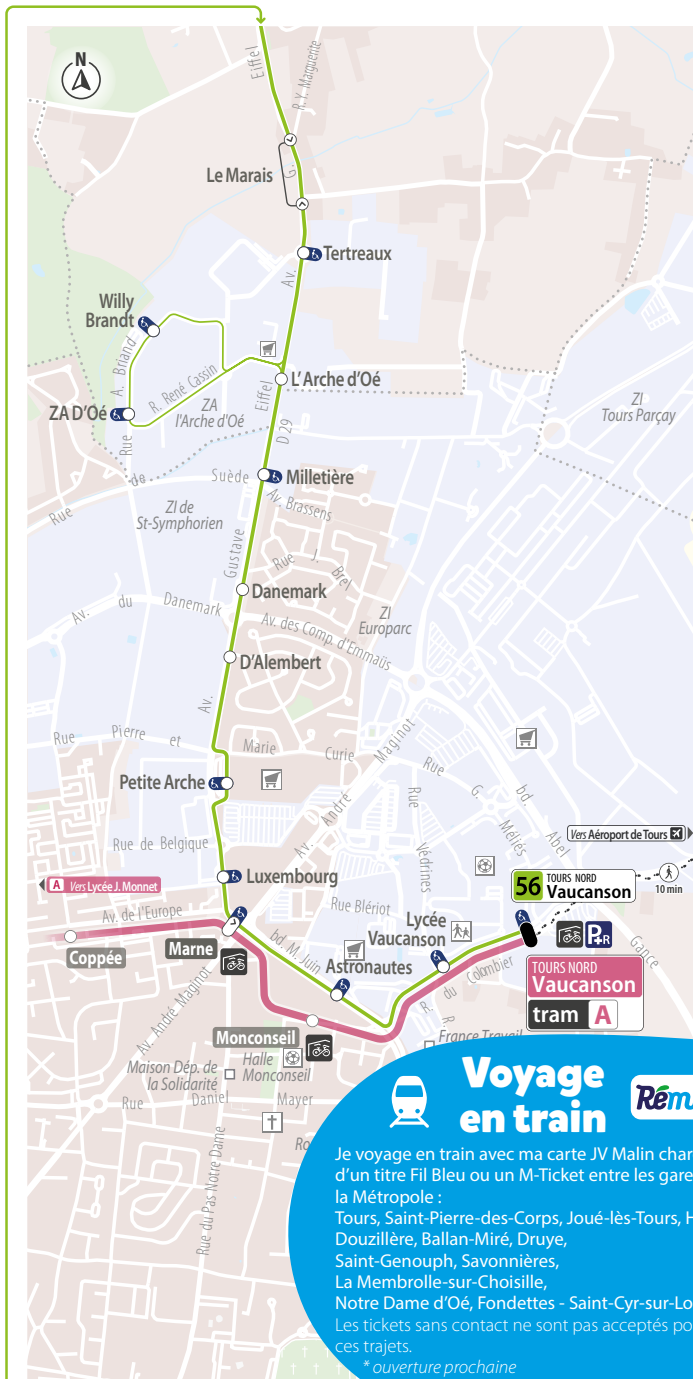 N
Eiffel
R.Y. Marguerite
G.
Le Marais
Tertreaux
Av.
Willy
Brandt
A. Briand
R. René Cassin
L'Arche d'Oé
ZA D'Oé
ZA
l'Arche d'Oé
Eiffel
D 29
ZI
Tours Parçay
Rue
Rue
de
Suède
Milletière
ZI de
St-Symphorien
Av. Brassens
Gustave
Rue J. Brel
Danemark
Av. du Danemark
ZI
Europarc
Av. des Comp. d'Emmaüs
D'Alembert
Av.
Rue Pierre et Marie Curie
Maginot
Petite Arche
Rue
G.
Méliès
bd.
Abel
Gance
Rue de Belgique
Av. André
Rue
Védrines
Vers Aéroport de Tours
10 min
A Vers Lycée J. Monnet
Luxembourg
56 TOURS NORD
Vaucanson
Rue Blériot
Lycée
Vaucanson
P+R
Av. de l'Europe
Coppée
Marne
bd. M. Juin
Astronautes
R. du Colombier
R.
TOURS NORD
Vaucanson
tram A
Av. André Maginot
Monconseil
France Travail
Maison Dép. de
la Solidarité
Halle
Monconseil
Rue Daniel Mayer
Rue du Pas Notre Dame
Voyage
en train
Rém
Je voyage en train avec ma carte JV Malin
d'un titre Fil Bleu ou un M-Ticket entre les
la Métropole :
Tours, Saint-Pierre-des-Corps, Joué-lès-Tours,
Douzillère, Ballan-Miré, Druye,
Saint-Genouph, Savonnières,
La Membrolle-sur-Choisille,
Notre Dame d'Oé, Fondettes - Saint-Cyr-sur-
Les tickets sans contact ne sont pas acceptés
ces trajets.
* ouverture prochaine